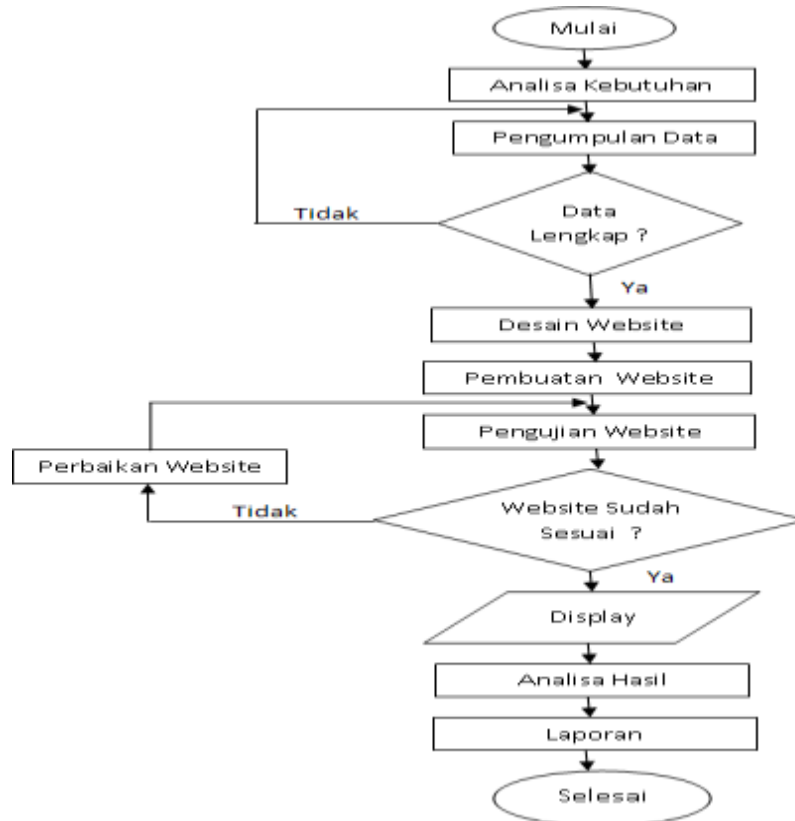 Mulai
Analisa Kebutuhan
Pengumpulan Data
Tidak
Data
Lengkap ?
Ya
Desain Website
Pembuatan Website
Pengujian Website
Perbaikan Website
Tidak
Website Sudah
Sesuai ?
Ya
Display
Analisa Hasil
Laporan
Selesai